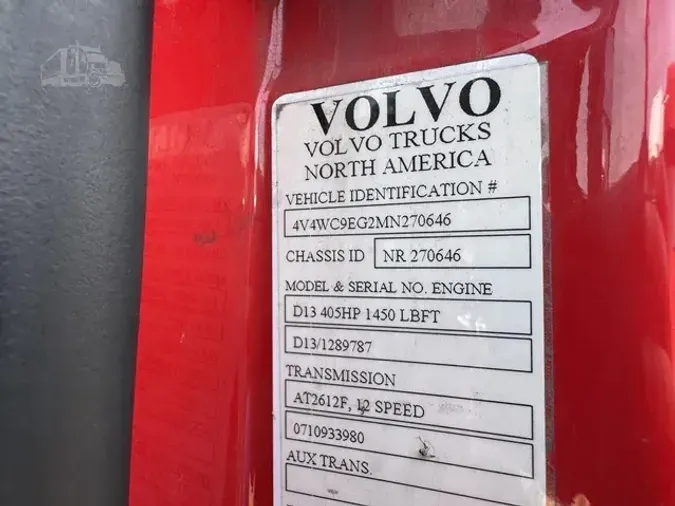 VOLVO
VOLVO TRUCKS
NORTH AMERICA
VEHICLE IDENTIFICATION #
4V4WC9EG2MN270646
CHASSIS ID NR 270646
MODEL & SERIAL NO. ENGINE
D13 405HP 1450 LBFT
D13/1289787
TRANSMISSION
AT2612F, 12 SPEED
0710933980
AUX TRANS.